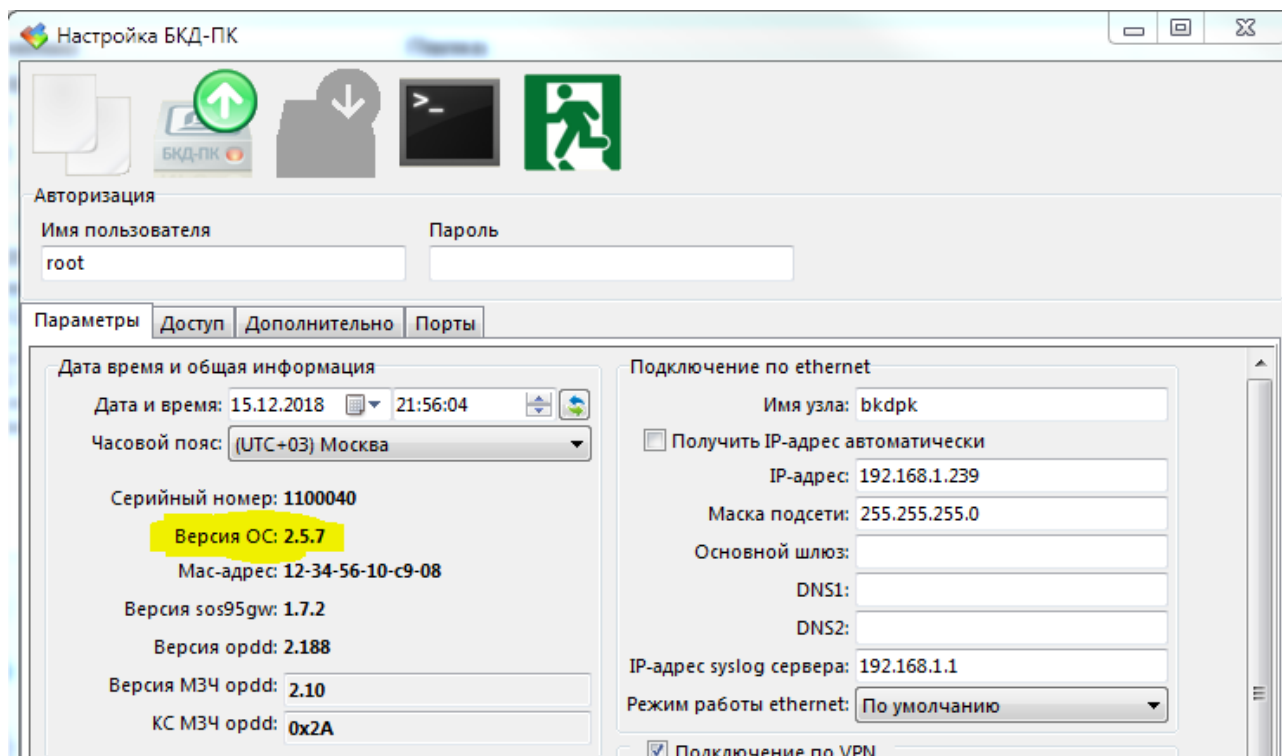 Настройка БКД-ПК
>_
БКД-ПК
Авторизация
Имя пользователя
Пароль
root
Параметры
Доступ
Дополнительно
Порты
Дата время и общая информация
Дата и время: 15.12.2018 21:56:04
Часовой пояс: (UTC+03) Москва
Серийный номер: 1100040
Версия ОС: 2.5.7
Мас-адрес: 12-34-56-10-c9-08
Версия sos95gw: 1.7.2
Версия opdd: 2.188
Версия МЗЧ opdd: 2.10
КС МЗЧ opdd: 0x2A
Подключение по ethernet
Имя узла: bkdpk
Получить IP-адрес автоматически
IP-адрес: 192.168.1.239
Маска подсети: 255.255.255.0
Основной шлюз:
DNS1:
DNS2:
IP-адрес syslog сервера: 192.168.1.1
Режим работы ethernet: По умолчанию
Подключение по VPN